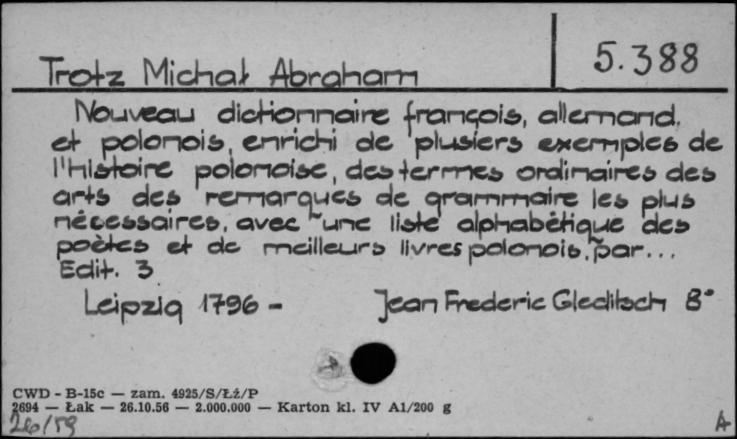 5.388
Trotz Michał Abraham
Nouveau dictionnaire françois, allemand,
et polonois, enrichi de plusiers exemples de
l'histoire polonoise, des termes ordinaires des
arts des remarques de grammaire les plus
nécessaires, avec une liste alphabétique des
poètes et de meilleurs livres polonois, par...
Edit. 3
Leipzig 1796 - Jean Frederic Gleditsch 8°
CWD - B-15c — zam. 4925/S/Łź/P
2694 — Łak — 26.10.56 — 2.000.000 — Karton kl. IV A1/200 g
26/59
A